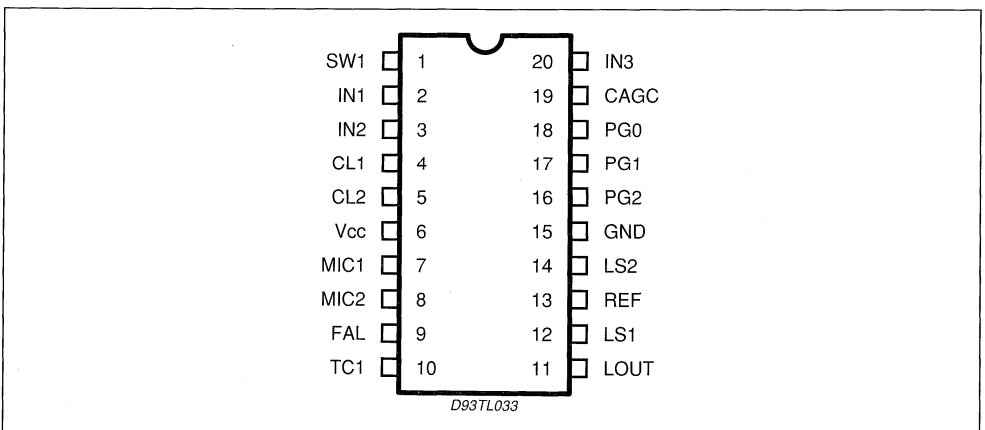 SW1 1 20 IN3
IN1 2 19 CAGC
IN2 3 18 PG0
CL1 4 17 PG1
CL2 5 16 PG2
Vcc 6 15 GND
MIC1 7 14 LS2
MIC2 8 13 REF
FAL 9 12 LS1
TC1 10 11 LOUT
D93TL033